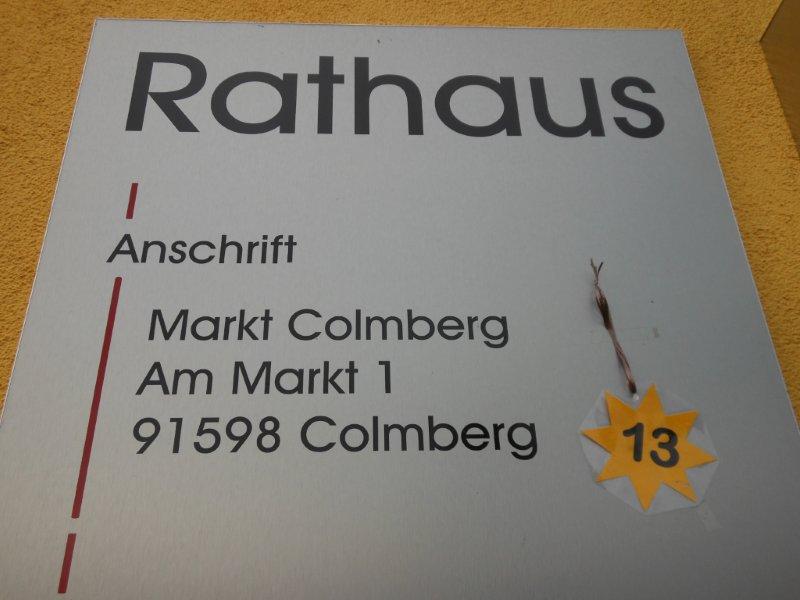 Rathaus
Anschrift
Markt Colmberg
Am Markt 1
91598 Colmberg
13